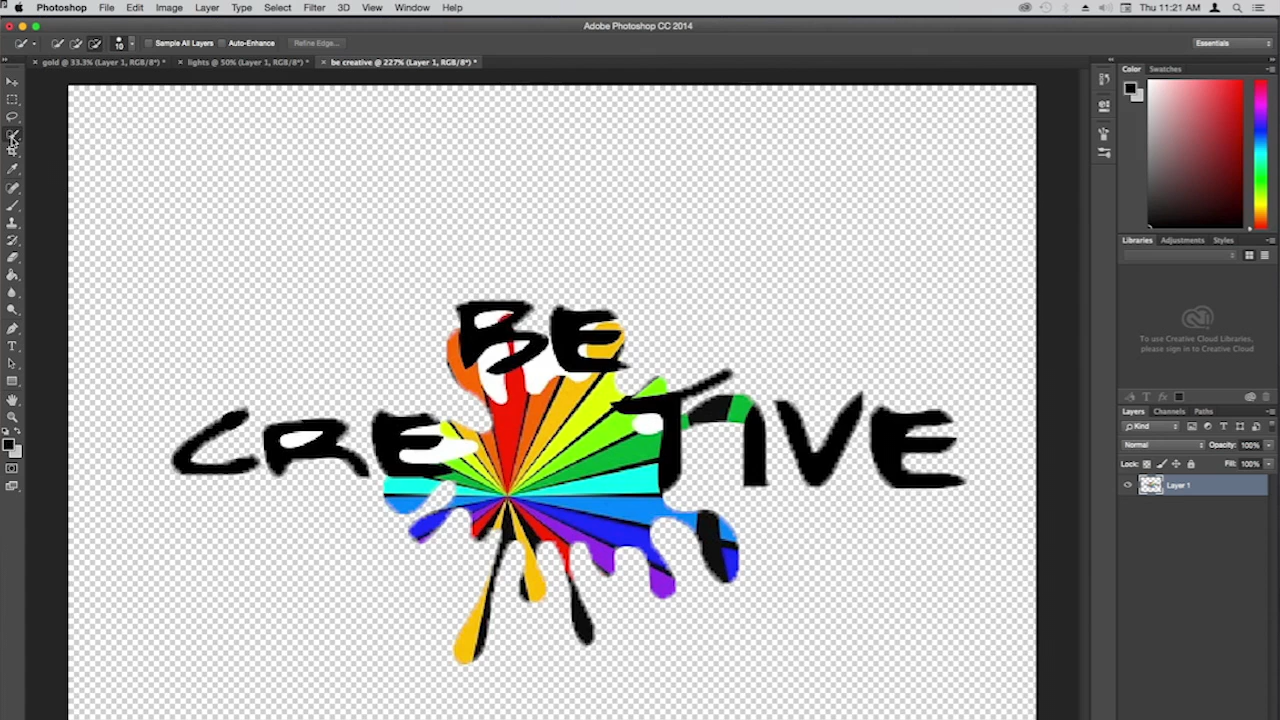 Photoshop File Edit Image Layer Type Select Filter 3D View Window Help Thu 11:21 AM
Adobe Photoshop CC 2014
10 Sample All Layers Auto-Enhance Refine Edge... Essentials
× gold @ 33.3% (Layer 1, RGB/8*) * × lights @ 50% (Layer 1, RGB/8*) * × be creative @ 227% (Layer 1, RGB/8*) *
Color Swatches
Libraries Adjustments Styles
To use Creative Cloud Libraries,
please sign in to Creative Cloud
Layers Channels Paths
Kind
Normal Opacity: 100%
Lock: Fill: 100%
Layer 1
BE
CRE TIVE